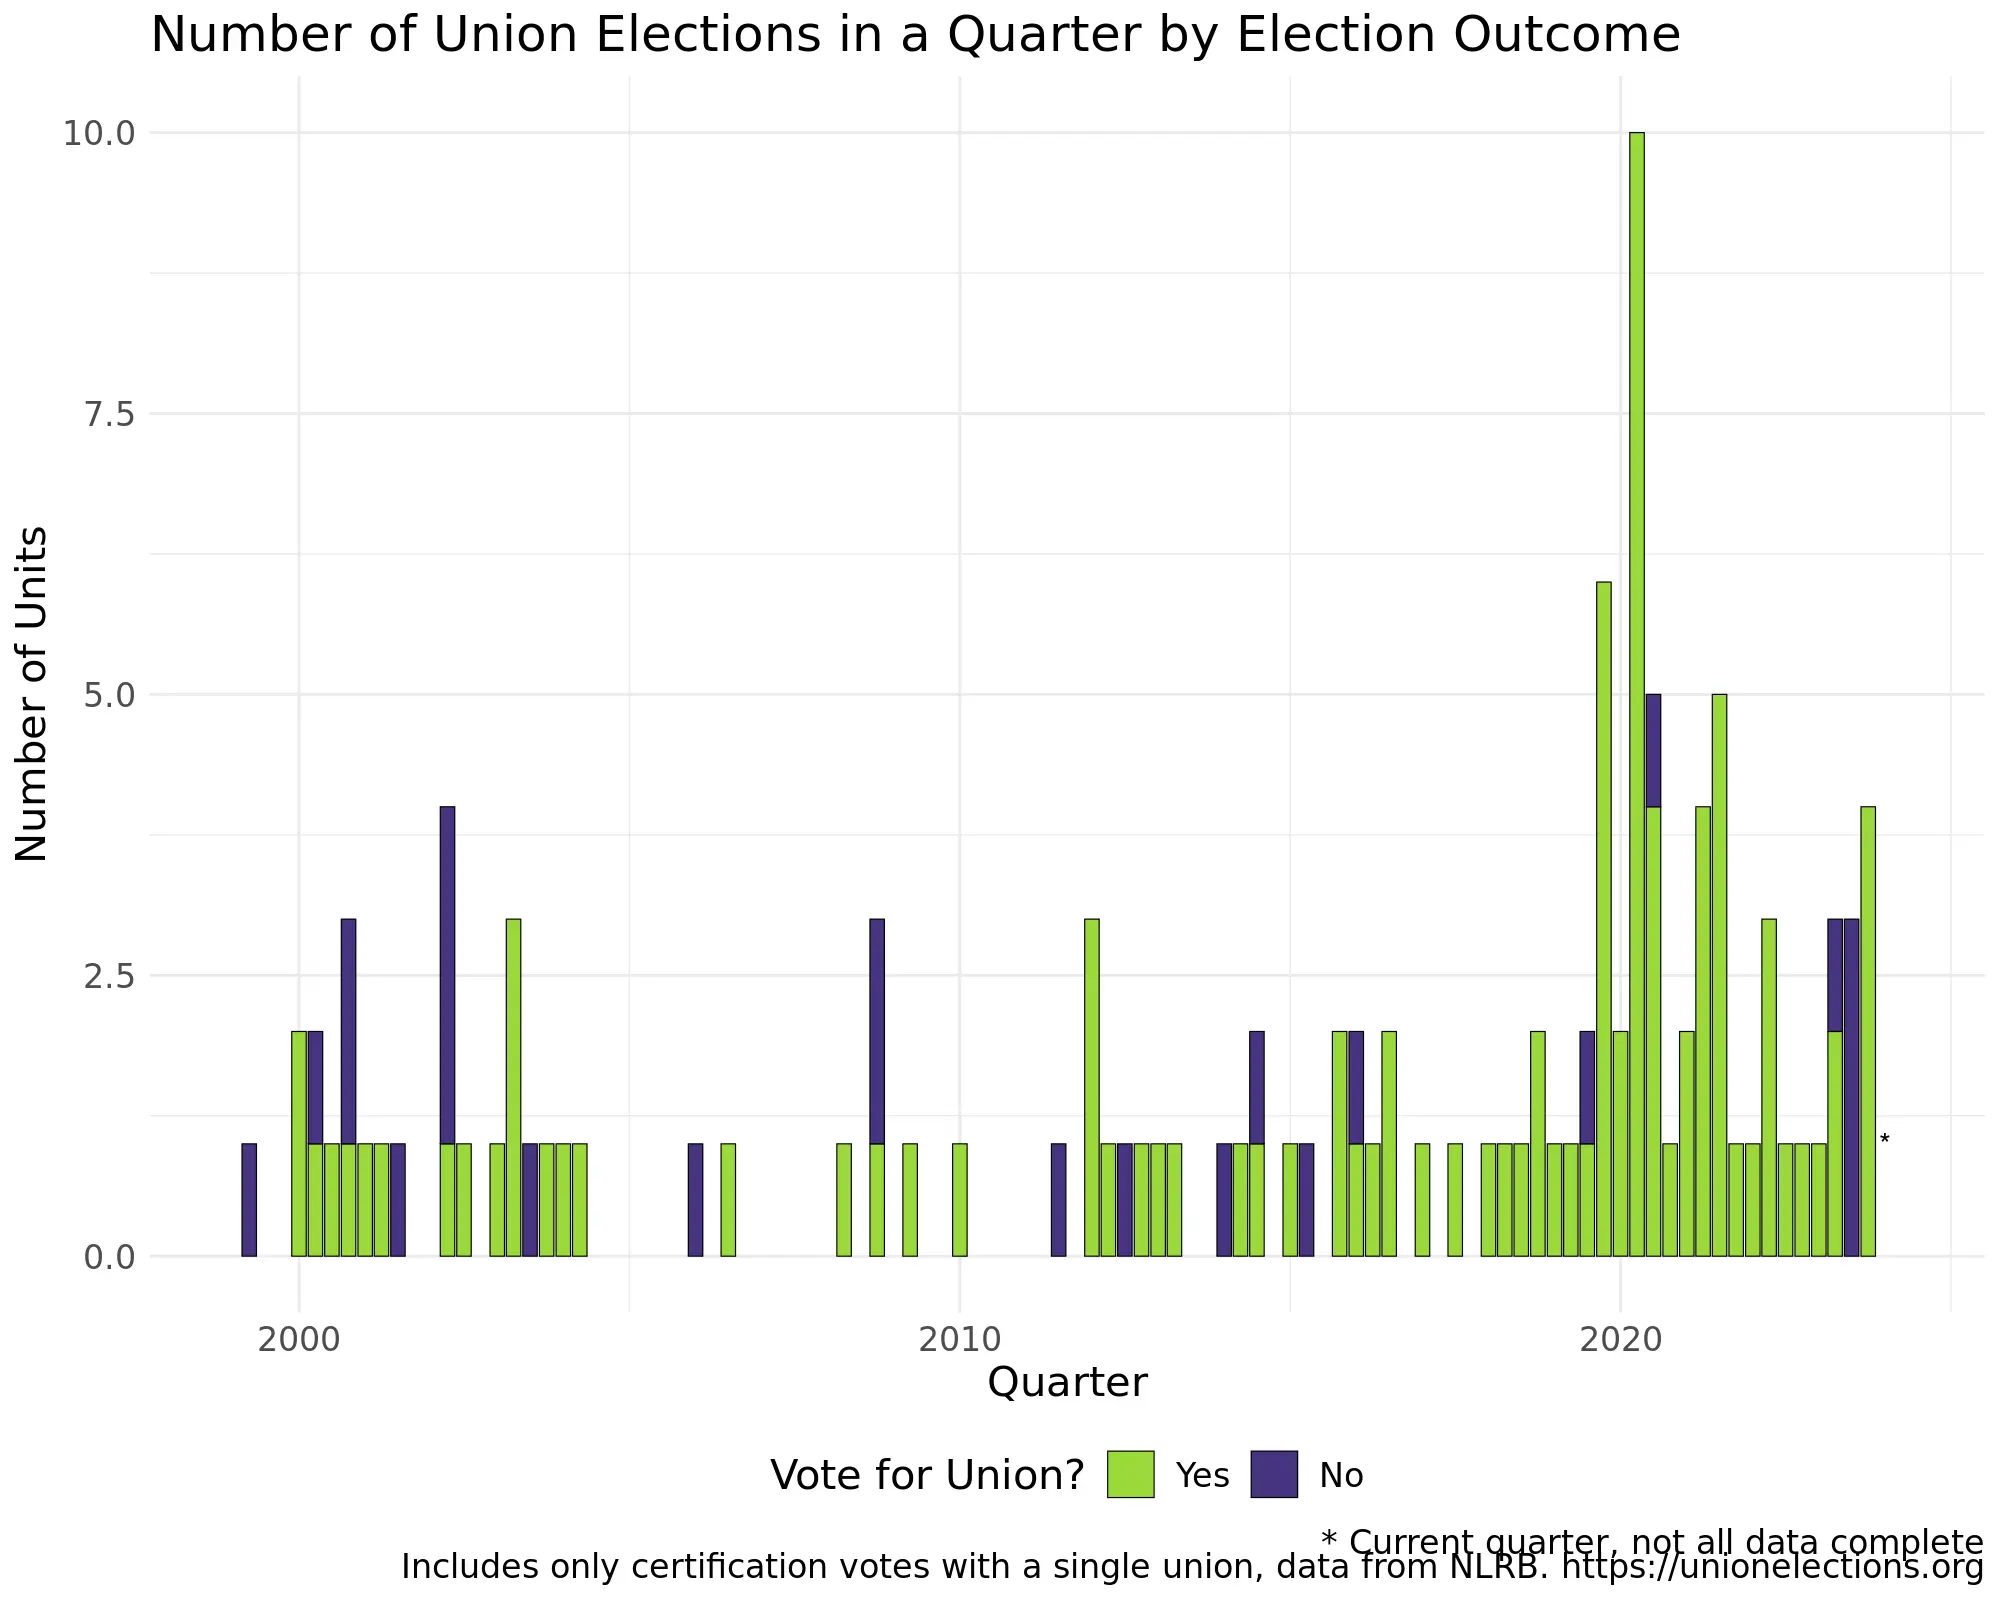 Number of Union Elections in a Quarter by Election Outcome
Number of Units
10.0
7.5
5.0
2.5
0.0
*
2000 2010 2020
Quarter
Vote for Union? Yes No
* Current quarter, not all data complete
Includes only certification votes with a single union, data from NLRB. https://unionelections.org